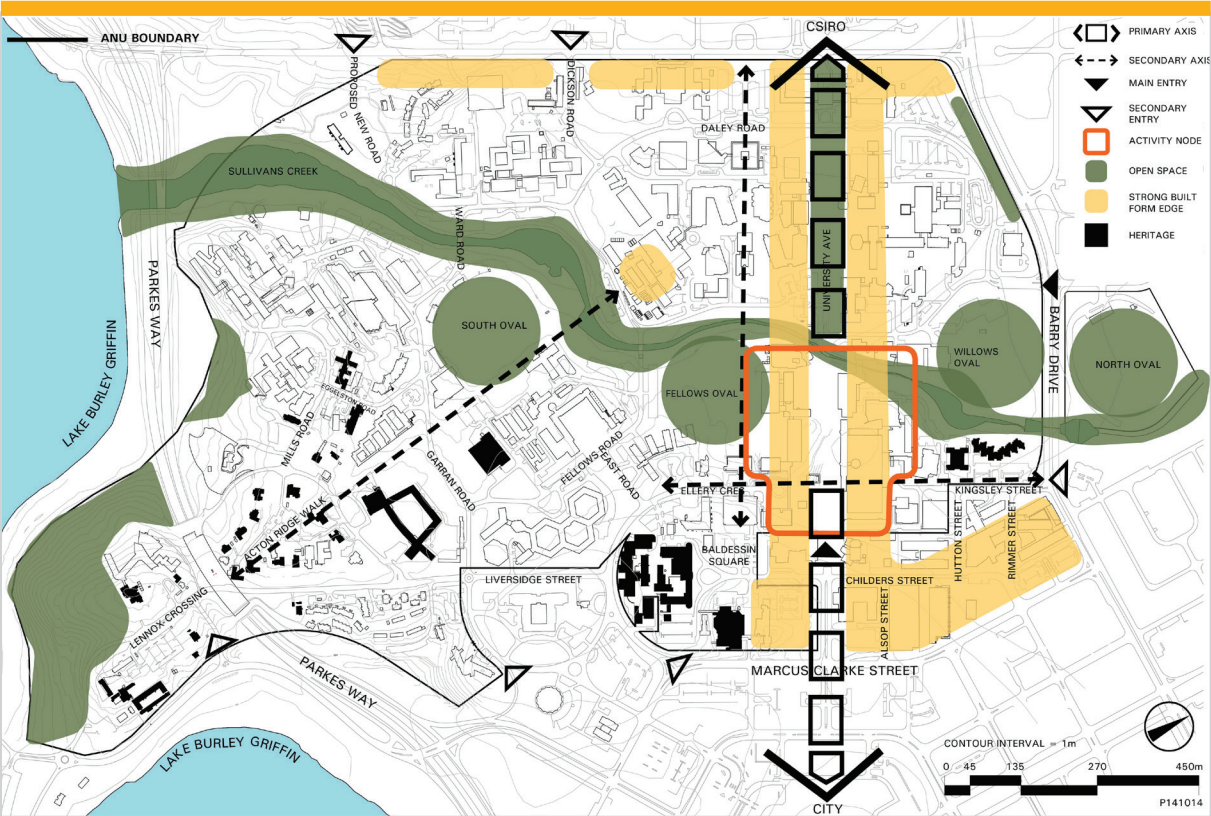 ANU BOUNDARY
CSIRO
PRIMARY AXIS
SECONDARY AXIS
MAIN ENTRY
SECONDARY
ENTRY
ACTIVITY NODE
OPEN SPACE
STRONG BUILT
FORM EDGE
HERITAGE
PROPOSED NEW ROAD
DICKSON ROAD
DALEY ROAD
SULLIVANS CREEK
WARD ROAD
UNIVERSITY AVE
PARKES WAY
LAKE BURLEY GRIFFIN
SOUTH OVAL
FELLOWS OVAL
WILLOWS
OVAL
NORTH OVAL
BARRY DRIVE
EGGELSTON ROAD
MILLS ROAD
GARRAN ROAD
FELLOWS ROAD
EAST ROAD
ELLERY CRES
KINGSLEY STREET
ACTON RIDGE WALK
HUTTON STREET
RIMMER STREET
BALDESSIN
SQUARE
LIVERSIDGE STREET
CHILDERS STREET
ALSOP STREET
LENNOX CROSSING
PARKES WAY
MARCUS CLARKE STREET
LAKE BURLEY GRIFFIN
CONTOUR INTERVAL = 1m
0 45 135 270 450m
P141014
CITY